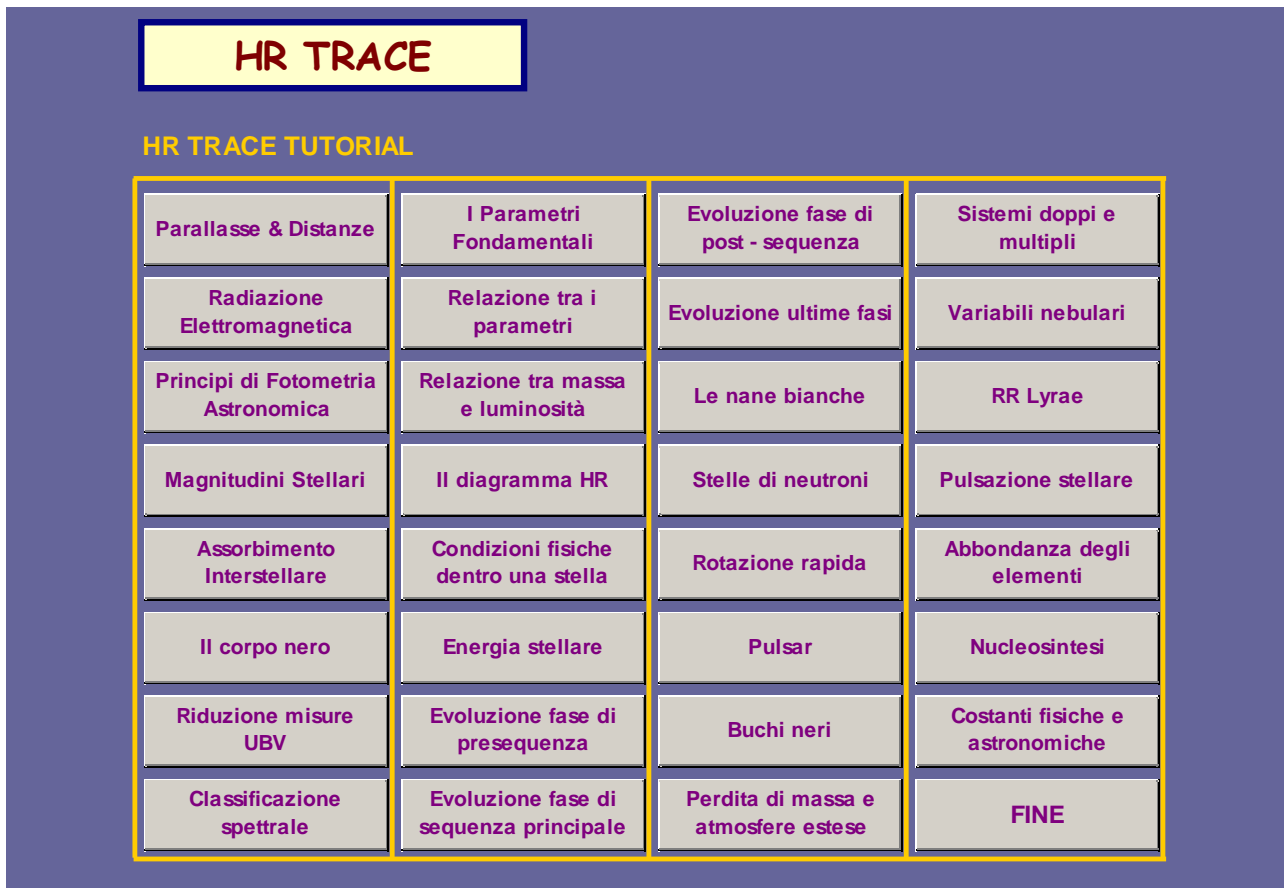 HR TRACE
HR TRACE TUTORIAL
Parallasse & Distanze
Radiazione
Elettromagnetica
Principi di Fotometria
Astronomica
Magnitudini Stellari
Assorbimento
Interstellare
Il corpo nero
Riduzione misure
UBV
Classificazione
spettrale
I Parametri
Fondamentali
Relazione tra i
parametri
Relazione tra massa
e luminosità
Il diagramma HR
Condizioni fisiche
dentro una stella
Energia stellare
Evoluzione fase di
presequenza
Evoluzione fase di
sequenza principale
Evoluzione fase di
post - sequenza
Evoluzione ultime fasi
Le nane bianche
Stelle di neutroni
Rotazione rapida
Pulsar
Buchi neri
Perdita di massa e
atmosfere estese
Sistemi doppi e
multipli
Variabili nebulari
RR Lyrae
Pulsazione stellare
Abbondanza degli
elementi
Nucleosintesi
Costanti fisiche e
astronomiche
FINE